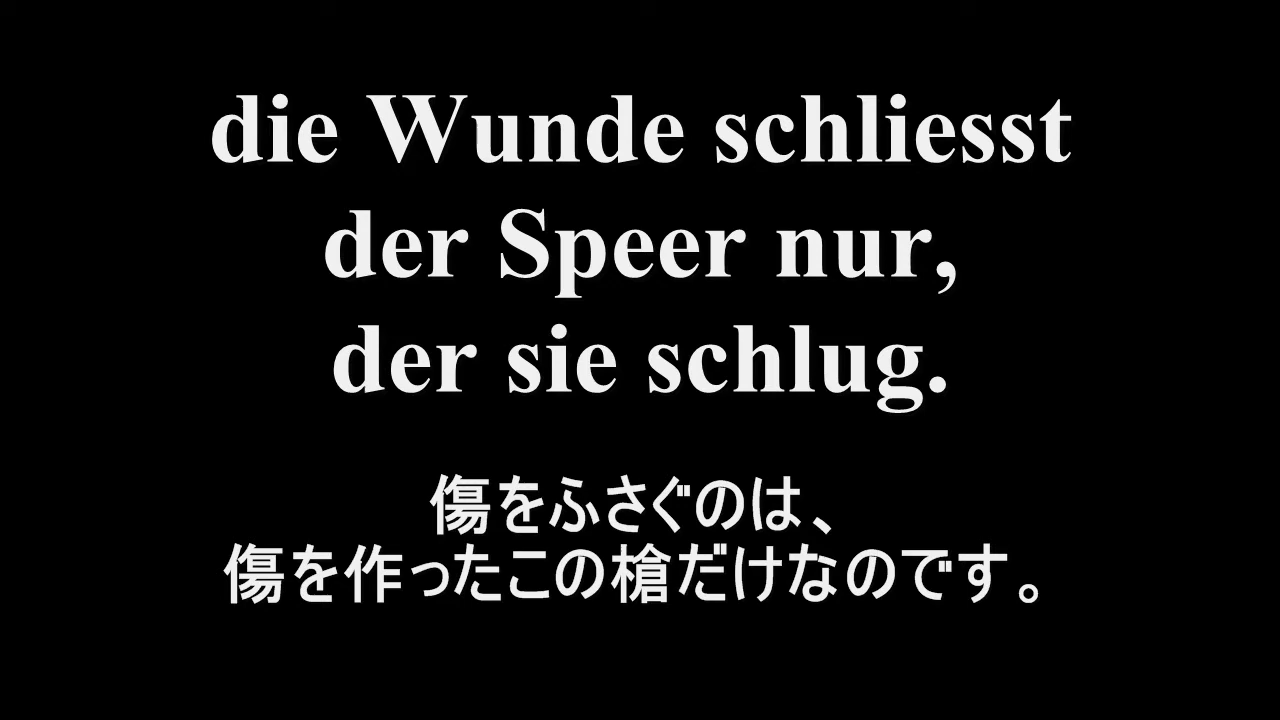 die Wunde schliesst
der Speer nur,
der sie schlug.
傷をふさぐのは、
傷を作ったこの槍だけなのです。